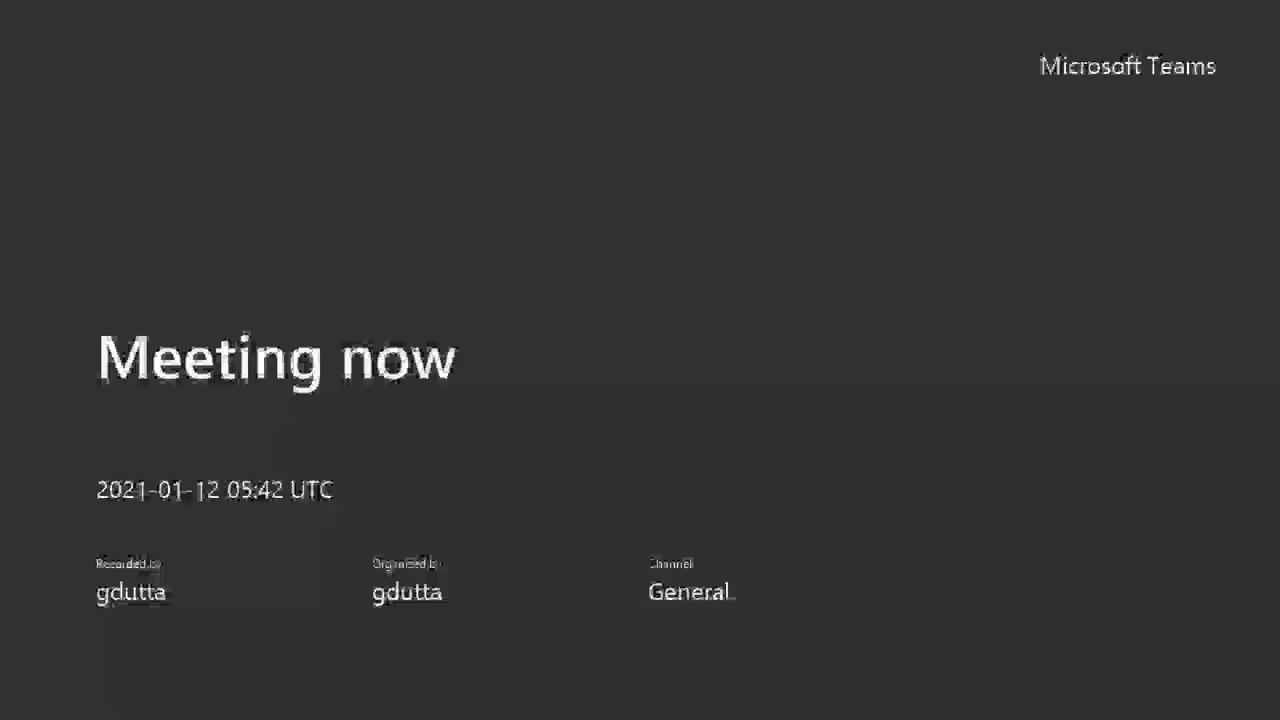 Microsoft Teams
Meeting now
2021-01-12 05:42 UTC
Recorded by
Organized by
Channel
gdutta
gdutta
General